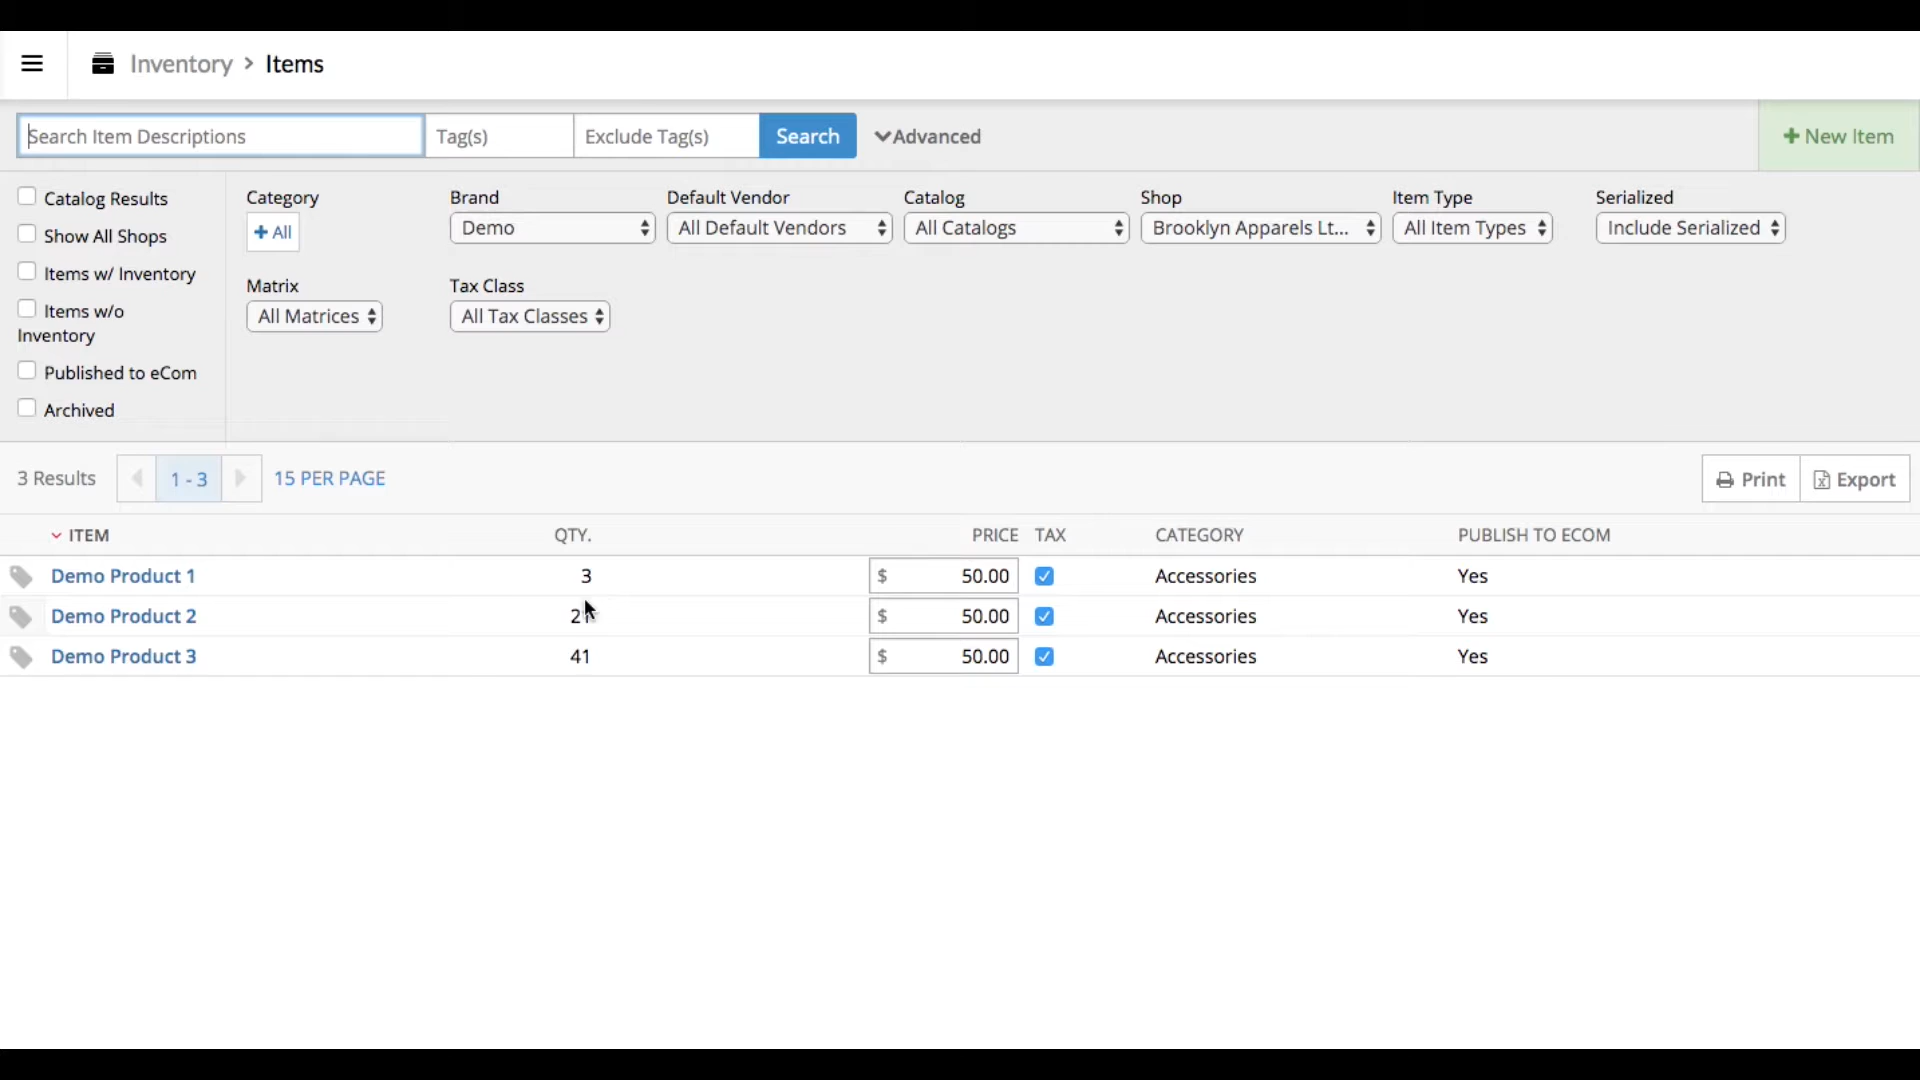 Inventory > Items
Search Item Descriptions Tag(s) Exclude Tag(s) Search Advanced + New Item
Catalog Results
Show All Shops
Items w/ Inventory
Items w/o
Inventory
Published to eCom
Archived
Category Brand Default Vendor Catalog Shop Item Type Serialized
+ All Demo All Default Vendors All Catalogs Brooklyn Apparels Lt... All Item Types Include Serialized
Matrix Tax Class
All Matrices All Tax Classes
3 Results 1 - 3 15 PER PAGE Print Export
ITEM QTY. PRICE TAX CATEGORY PUBLISH TO ECOM
Demo Product 1 3 $ 50.00 Accessories Yes
Demo Product 2 $ 50.00 Accessories Yes
Demo Product 3 41 $ 50.00 Accessories Yes